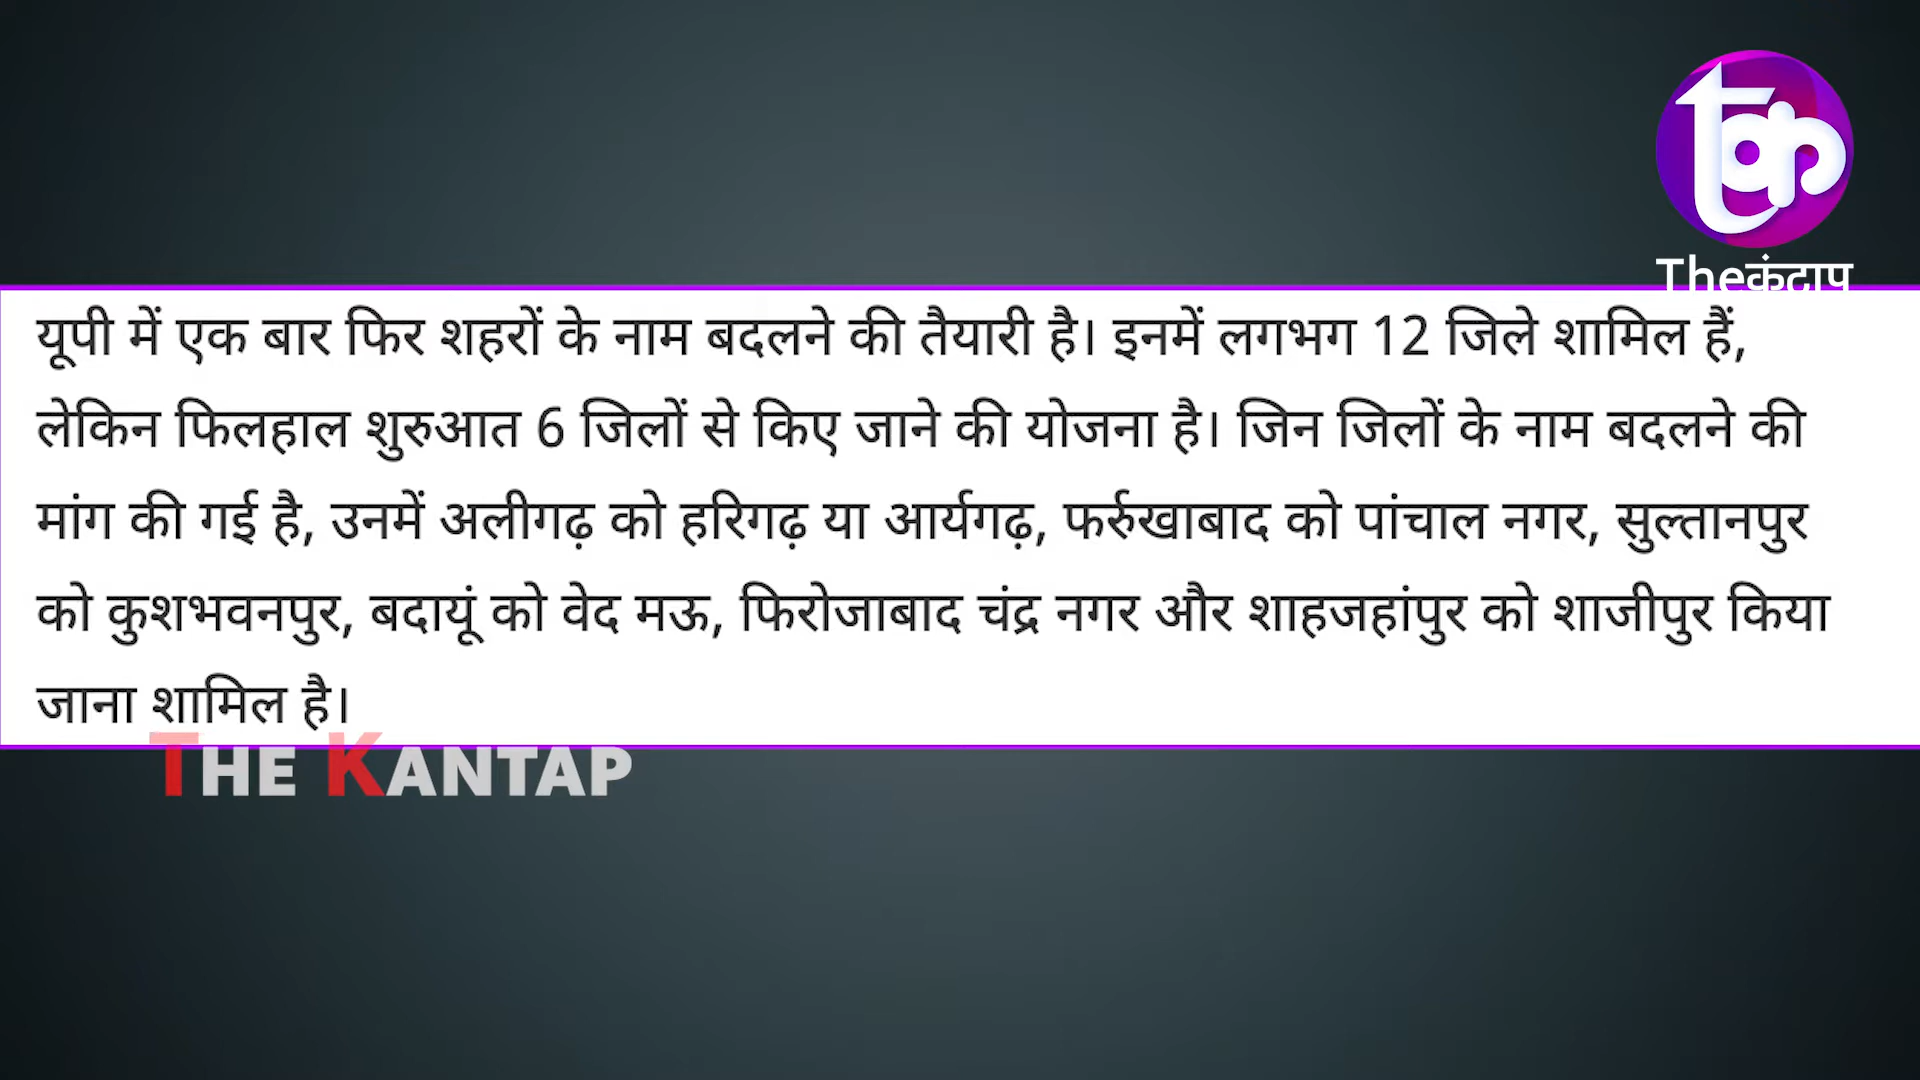 Theकंटाप
यूपी में एक बार फिर शहरों के नाम बदलने की तैयारी है। इनमें लगभग 12 जिले शामिल हैं,
लेकिन फिलहाल शुरुआत 6 जिलों से किए जाने की योजना है। जिन जिलों के नाम बदलने की
मांग की गई है, उनमें अलीगढ़ को हरिगढ़ या आर्यगढ़, फर्रुखाबाद को पांचाल नगर, सुल्तानपुर
को कुशभवनपुर, बदायूं को वेद मऊ, फिरोजाबाद चंद्र नगर और शाहजहांपुर को शाजीपुर किया
जाना शामिल है।
THE KANTAP